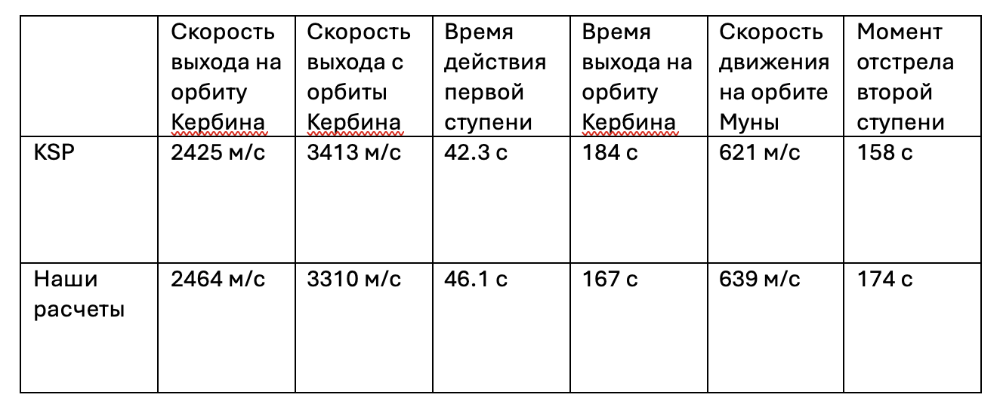 Скорость выхода на орбиту Кербина
Скорость выхода с орбиты Кербина
Время действия первой ступени
Время выхода на орбиту Кербина
Скорость движения на орбите Муны
Момент отстрела второй ступени
KSP
2425 м/с
3413 м/с
42.3 с
184 с
621 м/с
158 с
Наши расчеты
2464 м/с
3310 м/с
46.1 с
167 с
639 м/с
174 с